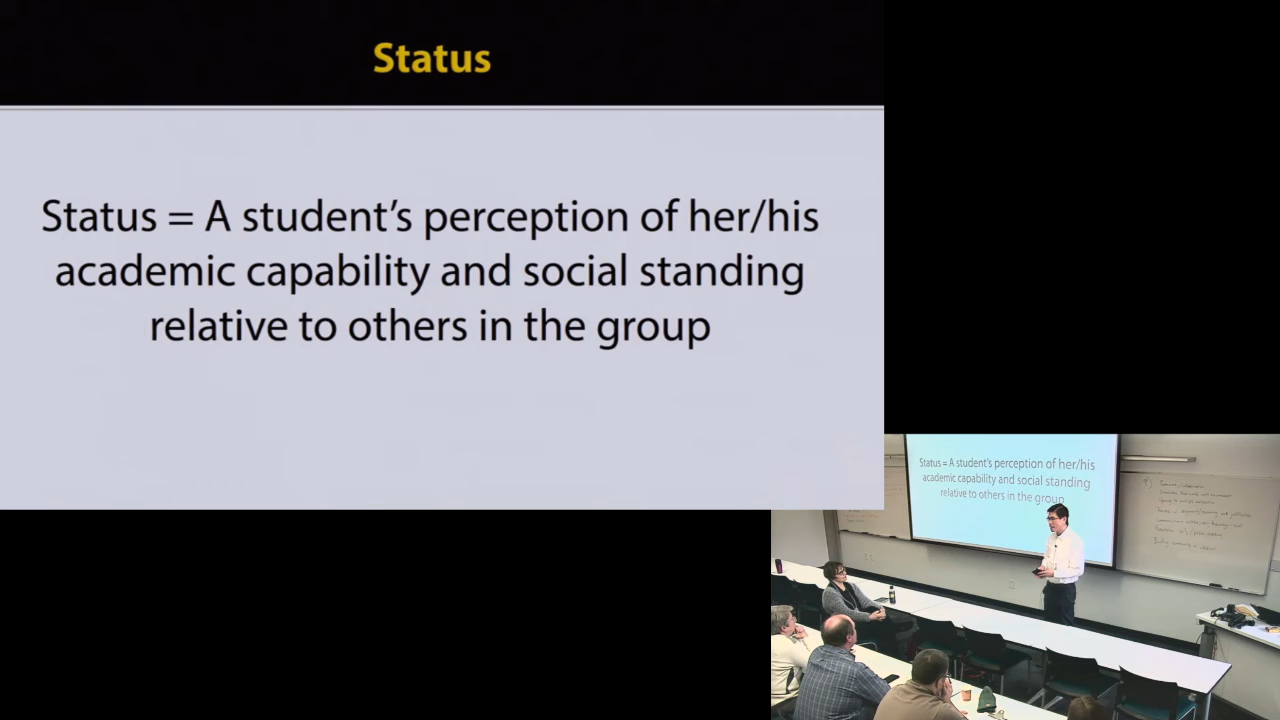 Status
Status = A student’s perception of her/his
academic capability and social standing
relative to others in the group
Status = A student's perception of her/his
academic capability and social standing
relative to others in the group